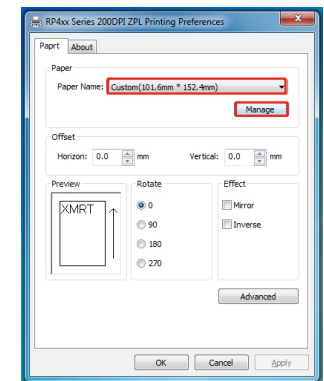 RP4xx Series 200DPI ZPL Printing Preferences
Paprt About
Paper
Paper Name: Custom(101.6mm * 152.4mm)
Manage
Offset
Horizon: 0.0 mm Vertical: 0.0 mm
Preview Rotate Effect
XMRT 0 Mirror
90 Inverse
180
270
Advanced
OK Cancel Apply